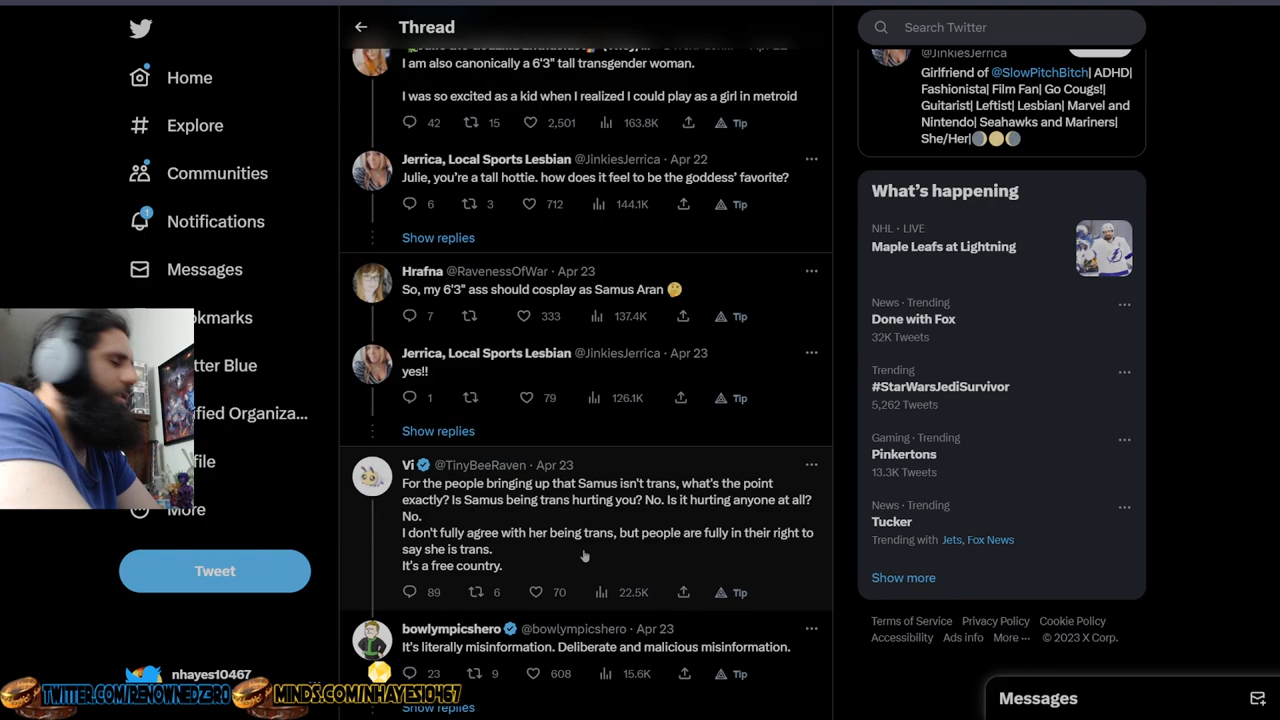 Thread
Search Twitter
Home
Explore
Communities
1
Notifications
Messages
okmarks
tter Blue
ified Organiza...
file
More
Tweet
nhayes10467
I am also canonically a 6'3" tall transgender woman.
I was so excited as a kid when I realized I could play as a girl in metroid
42 15 2,501 163.8K Tip
Jerrica, Local Sports Lesbian @JinkiesJerrica · Apr 22
Julie, you're a tall hottie. how does it feel to be the goddess' favorite?
6 3 712 144.1K Tip
Show replies
Hrafna @RavenessOfWar · Apr 23
So, my 6'3" ass should cosplay as Samus Aran 🤔
7 333 137.4K Tip
Jerrica, Local Sports Lesbian @JinkiesJerrica · Apr 23
yes!!
1 79 126.1K Tip
Show replies
Vi @TinyBeeRaven · Apr 23
For the people bringing up that Samus isn't trans, what's the point
exactly? Is Samus being trans hurting you? No. Is it hurting anyone at all?
No.
I don't fully agree with her being trans, but people are fully in their right to
say she is trans.
It's a free country.
89 6 70 22.5K Tip
bowlympicshero @bowlympicshero · Apr 23
It's literally misinformation. Deliberate and malicious misinformation.
23 9 608 15.6K Tip
Show replies
@JinkiesJerrica
Girlfriend of @SlowPitchBitch| ADHD|
Fashionista| Film Fan| Go Cougs!|
Guitarist| Leftist| Lesbian| Marvel and
Nintendo| Seahawks and Mariners|
She/Her|🌘🌕🌒
What's happening
NHL · LIVE
Maple Leafs at Lightning
News · Trending
Done with Fox
32K Tweets
Trending
#StarWarsJediSurvivor
5,262 Tweets
Gaming · Trending
Pinkertons
13.3K Tweets
News · Trending
Tucker
Trending with Jets, Fox News
Show more
Terms of Service Privacy Policy Cookie Policy
Accessibility Ads info More ··· © 2023 X Corp.
Messages
TWITTER.COM/RENOWNEDZ3R0 MINDS.COM/NHAYES10467